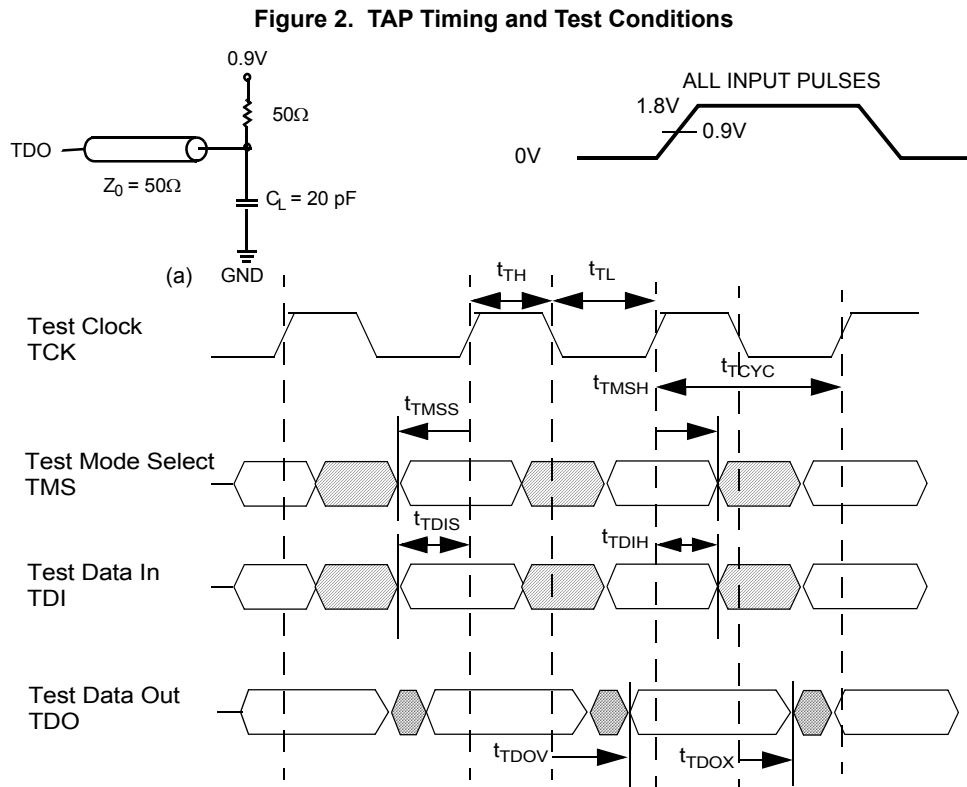 Figure 2. TAP Timing and Test Conditions
0.9V
50Ω
TDO
Z0 = 50Ω
CL = 20 pF
(a)
GND
ALL INPUT PULSES
1.8V
0.9V
0V
tTH
tTL
Test Clock
TCK
tTCYC
tTMSH
tTMSS
Test Mode Select
TMS
tTDIS
tTDIH
Test Data In
TDI
Test Data Out
TDO
tTDOV
tTDOX